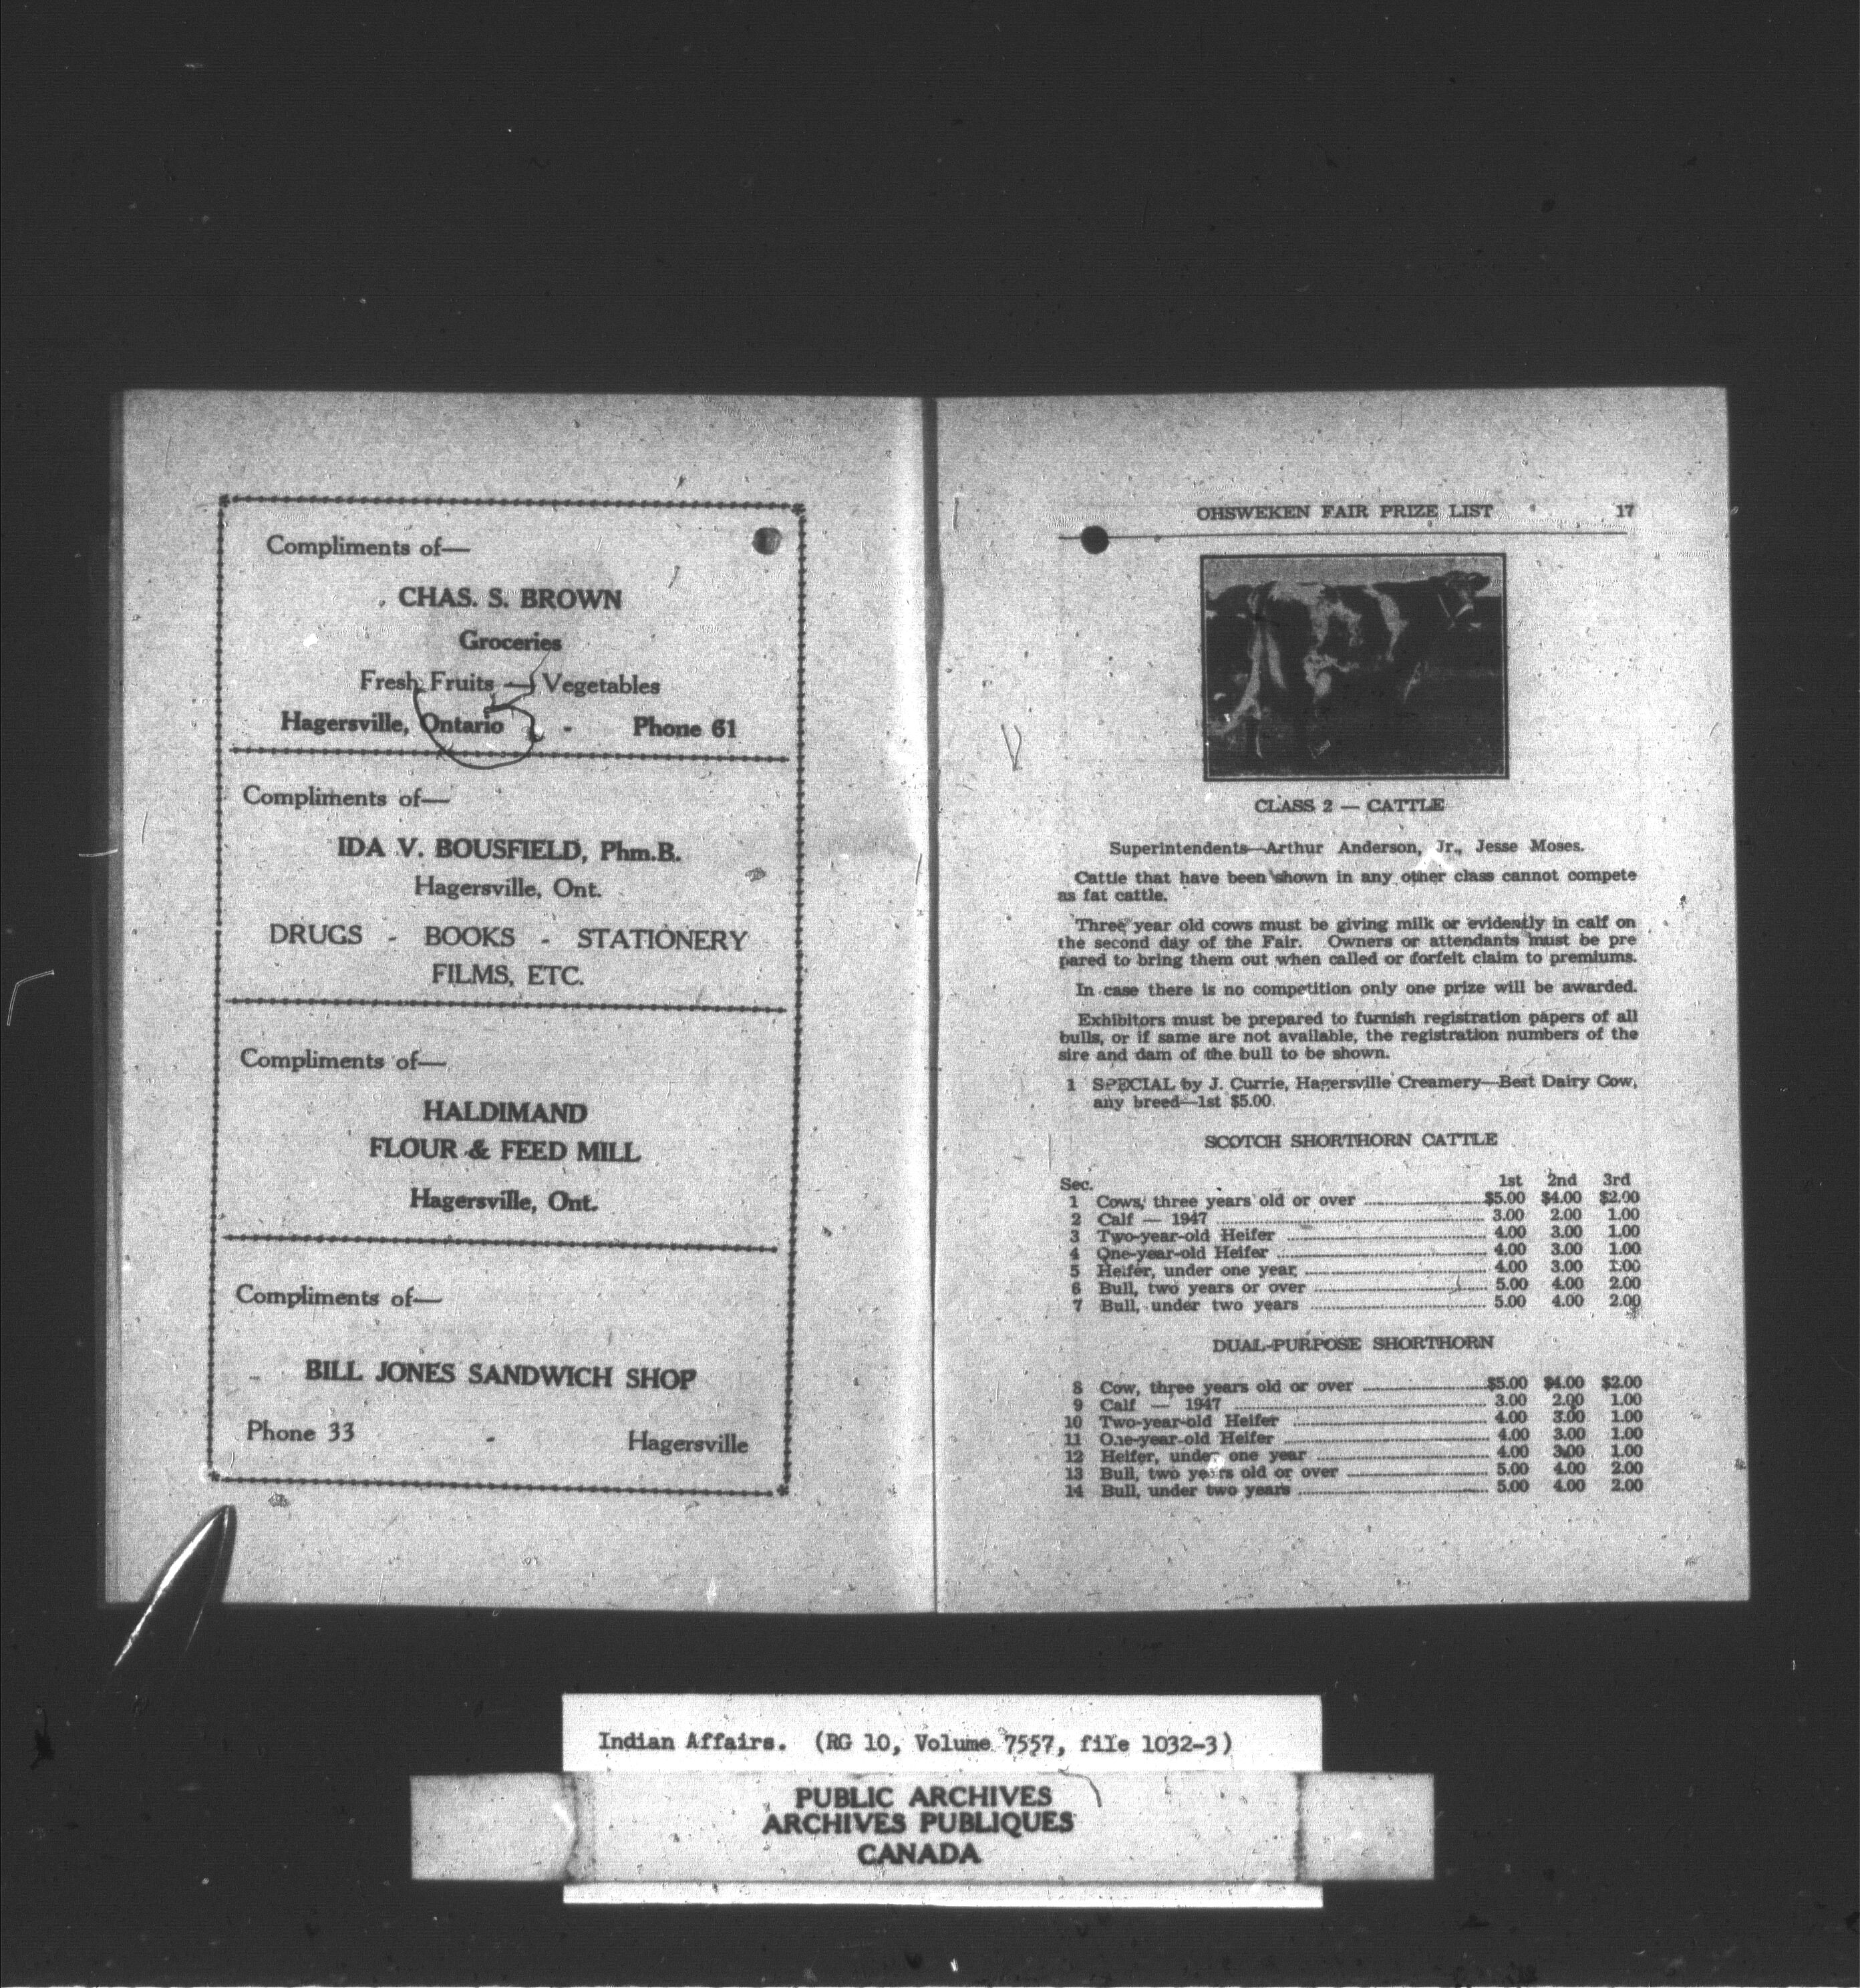 Compliments of—
CHAS. S. BROWN
Groceries
Fresh Fruits — Vegetables
Hagersville, Ontario - Phone 61
Compliments of—
IDA V. BOUSFIELD, Phm.B.
Hagersville, Ont.
DRUGS - BOOKS - STATIONERY
FILMS, ETC.
Compliments of—
HALDIMAND
FLOUR & FEED MILL
Hagersville, Ont.
Compliments of—
BILL JONES SANDWICH SHOP
Phone 33 - Hagersville
OHSWEKEN FAIR PRIZE LIST 17
CLASS 2 — CATTLE
Superintendents—Arthur Anderson, Jr., Jesse Moses.
Cattle that have been shown in any other class cannot compete
as fat cattle.
Three year old cows must be giving milk or evidently in calf on
the second day of the Fair. Owners or attendants must be pre
pared to bring them out when called or forfeit claim to premiums.
In case there is no competition only one prize will be awarded.
Exhibitors must be prepared to furnish registration papers of all
bulls, or if same are not available, the registration numbers of the
sire and dam of the bull to be shown.
1 SPECIAL by J. Currie, Hagersville Creamery—Best Dairy Cow,
any breed—1st $5.00.
SCOTCH SHORTHORN CATTLE
Sec. 1st 2nd 3rd
1 Cows, three years old or over $5.00 $4.00 $2.00
2 Calf — 1947 3.00 2.00 1.00
3 Two-year-old Heifer 4.00 3.00 1.00
4 One-year-old Heifer 4.00 3.00 1.00
5 Heifer, under one year 4.00 3.00 1.00
6 Bull, two years or over 5.00 4.00 2.00
7 Bull, under two years 5.00 4.00 2.00
DUAL-PURPOSE SHORTHORN
8 Cow, three years old or over $5.00 $4.00 $2.00
9 Calf — 1947 3.00 2.00 1.00
10 Two-year-old Heifer 4.00 3.00 1.00
11 One-year-old Heifer 4.00 3.00 1.00
12 Heifer, under one year 4.00 3.00 1.00
13 Bull, two years old or over 5.00 4.00 2.00
14 Bull, under two years 5.00 4.00 2.00
Indian Affairs. (RG 10, Volume 7557, file 1032-3)
PUBLIC ARCHIVES
ARCHIVES PUBLIQUES
CANADA